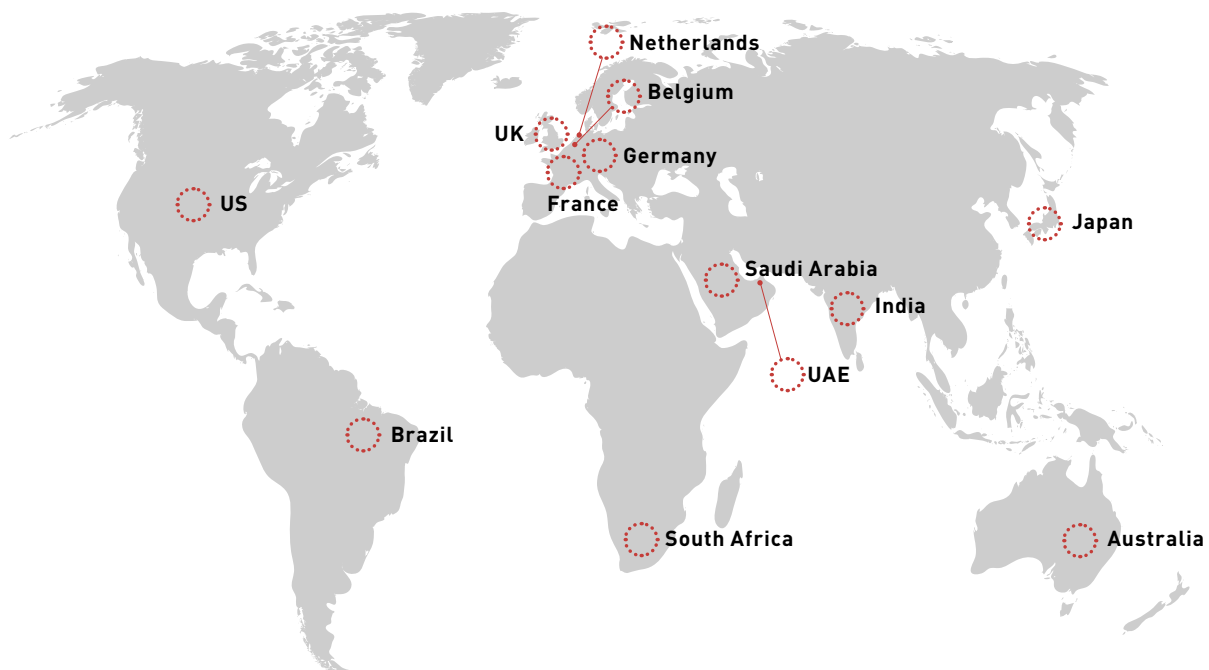 Netherlands
Belgium
UK
Germany
France
US
Japan
Saudi Arabia
India
UAE
Brazil
South Africa
Australia